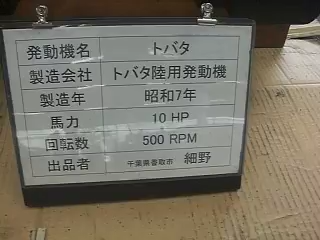 発動機名 トバタ
製造会社 トバタ陸用発動機
製造年 昭和7年
馬力 10 HP
回転数 500 RPM
出品者 千葉県香取市 細野